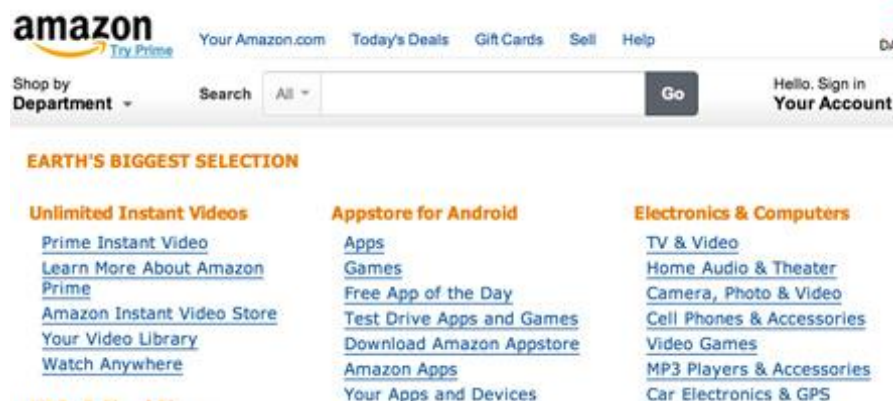 amazon
Try Prime
Your Amazon.com Today's Deals Gift Cards Sell Help
Shop by
Department
Search All Go
Hello. Sign in
Your Account
EARTH'S BIGGEST SELECTION
Unlimited Instant Videos
Prime Instant Video
Learn More About Amazon
Prime
Amazon Instant Video Store
Your Video Library
Watch Anywhere
Appstore for Android
Apps
Games
Free App of the Day
Test Drive Apps and Games
Download Amazon Appstore
Amazon Apps
Your Apps and Devices
Electronics & Computers
TV & Video
Home Audio & Theater
Camera, Photo & Video
Cell Phones & Accessories
Video Games
MP3 Players & Accessories
Car Electronics & GPS